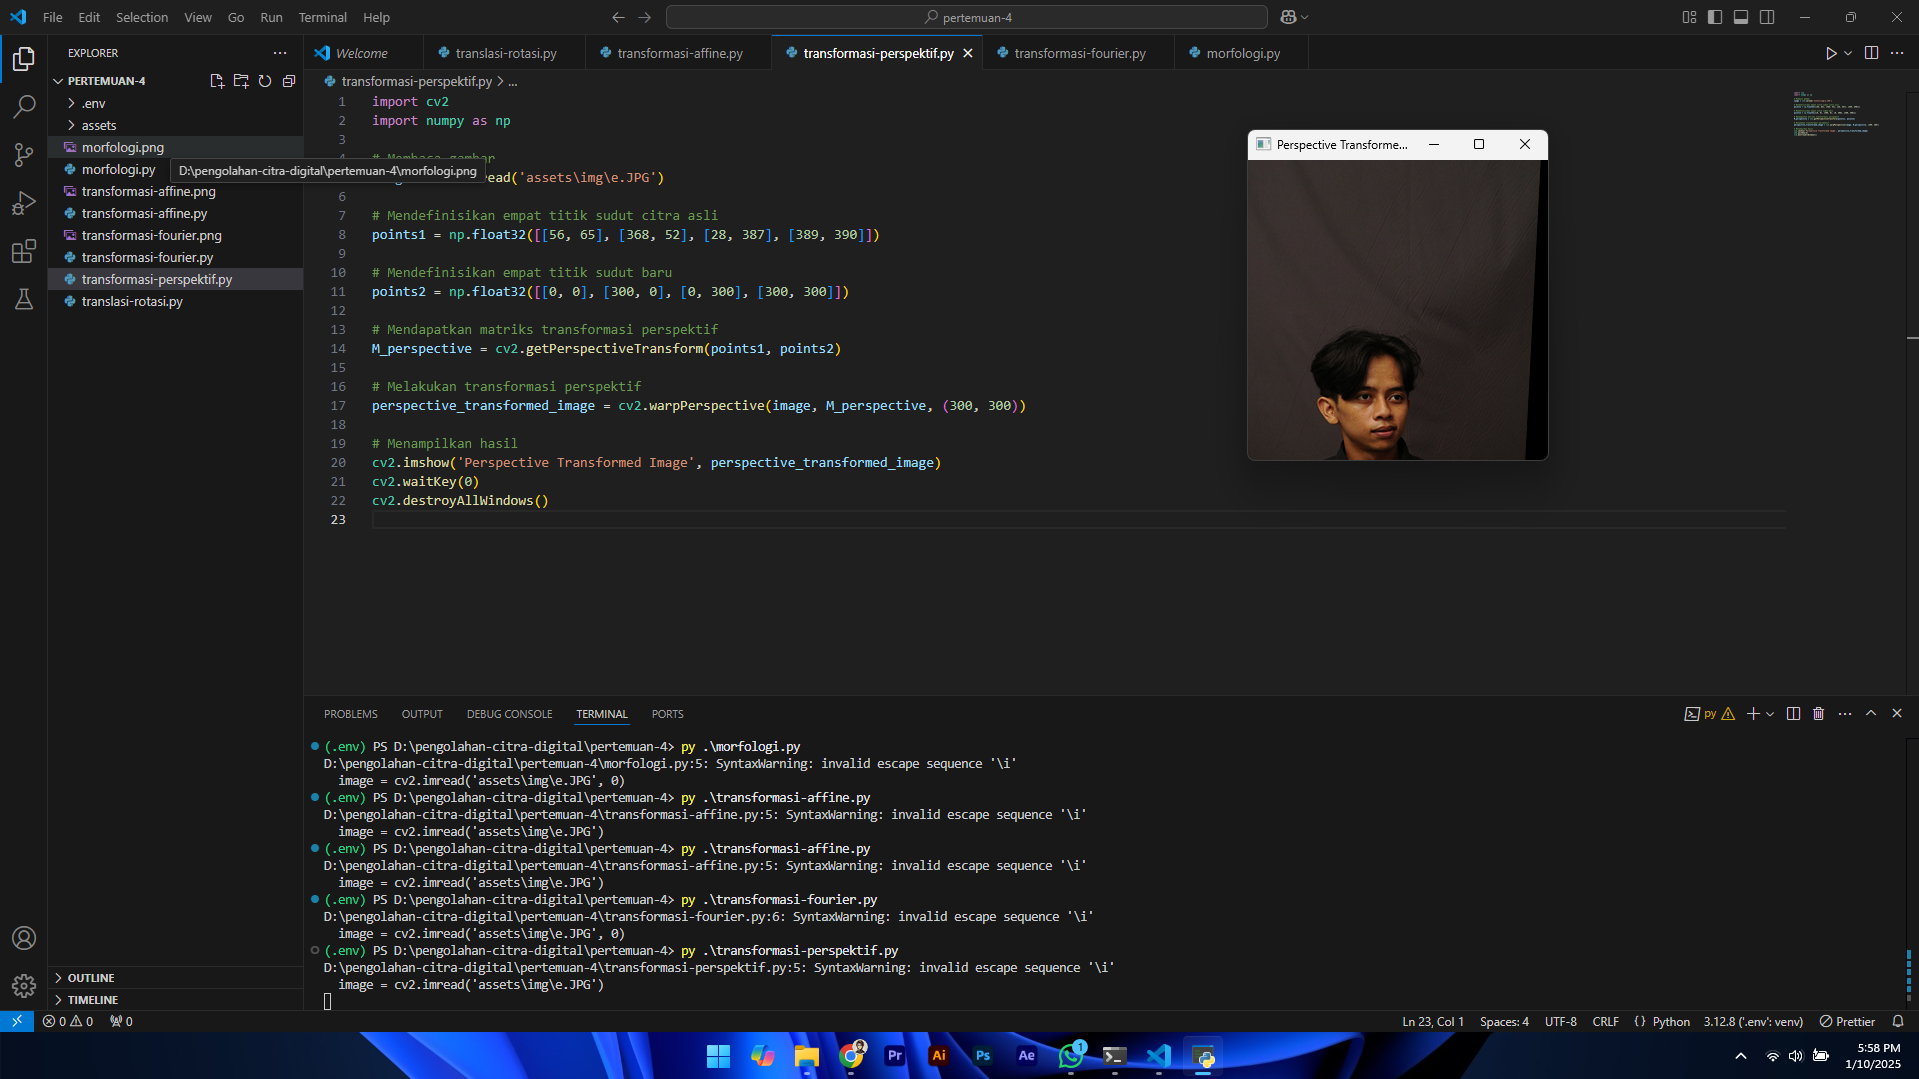 File Edit Selection View Go Run Terminal Help
pertemuan-4
EXPLORER
PERTEMUAN-4
.env
assets
morfologi.png
morfologi.py
D:\pengolahan-citra-digital\pertemuan-4\morfologi.png
transformasi-affine.png
transformasi-affine.py
transformasi-fourier.png
transformasi-fourier.py
transformasi-perspektif.py
translasi-rotasi.py
OUTLINE
TIMELINE
Welcome translasi-rotasi.py transformasi-affine.py transformasi-perspektif.py transformasi-fourier.py morfologi.py
transformasi-perspektif.py > ...
1 import cv2
2 import numpy as np
3
read('assets\img\e.JPG')
6
7 # Mendefinisikan empat titik sudut citra asli
8 points1 = np.float32([[56, 65], [368, 52], [28, 387], [389, 390]])
9
10 # Mendefinisikan empat titik sudut baru
11 points2 = np.float32([[0, 0], [300, 0], [0, 300], [300, 300]])
12
13 # Mendapatkan matriks transformasi perspektif
14 M_perspective = cv2.getPerspectiveTransform(points1, points2)
15
16 # Melakukan transformasi perspektif
17 perspective_transformed_image = cv2.warpPerspective(image, M_perspective, (300, 300))
18
19 # Menampilkan hasil
20 cv2.imshow('Perspective Transformed Image', perspective_transformed_image)
21 cv2.waitKey(0)
22 cv2.destroyAllWindows()
23
Perspective Transforme...
PROBLEMS OUTPUT DEBUG CONSOLE TERMINAL PORTS
py
(.env) PS D:\pengolahan-citra-digital\pertemuan-4> py .\morfologi.py
D:\pengolahan-citra-digital\pertemuan-4\morfologi.py:5: SyntaxWarning: invalid escape sequence '\i'
image = cv2.imread('assets\img\e.JPG', 0)
(.env) PS D:\pengolahan-citra-digital\pertemuan-4> py .\transformasi-affine.py
D:\pengolahan-citra-digital\pertemuan-4\transformasi-affine.py:5: SyntaxWarning: invalid escape sequence '\i'
image = cv2.imread('assets\img\e.JPG')
(.env) PS D:\pengolahan-citra-digital\pertemuan-4> py .\transformasi-affine.py
D:\pengolahan-citra-digital\pertemuan-4\transformasi-affine.py:5: SyntaxWarning: invalid escape sequence '\i'
image = cv2.imread('assets\img\e.JPG')
(.env) PS D:\pengolahan-citra-digital\pertemuan-4> py .\transformasi-fourier.py
D:\pengolahan-citra-digital\pertemuan-4\transformasi-fourier.py:6: SyntaxWarning: invalid escape sequence '\i'
image = cv2.imread('assets\img\e.JPG', 0)
(.env) PS D:\pengolahan-citra-digital\pertemuan-4> py .\transformasi-perspektif.py
D:\pengolahan-citra-digital\pertemuan-4\transformasi-perspektif.py:5: SyntaxWarning: invalid escape sequence '\i'
image = cv2.imread('assets\img\e.JPG')
0 0 0 Ln 23, Col 1 Spaces: 4 UTF-8 CRLF {} Python 3.12.8 ('.env': venv) Prettier
Pr Ai Ps Ae 1
5:58 PM
1/10/2025